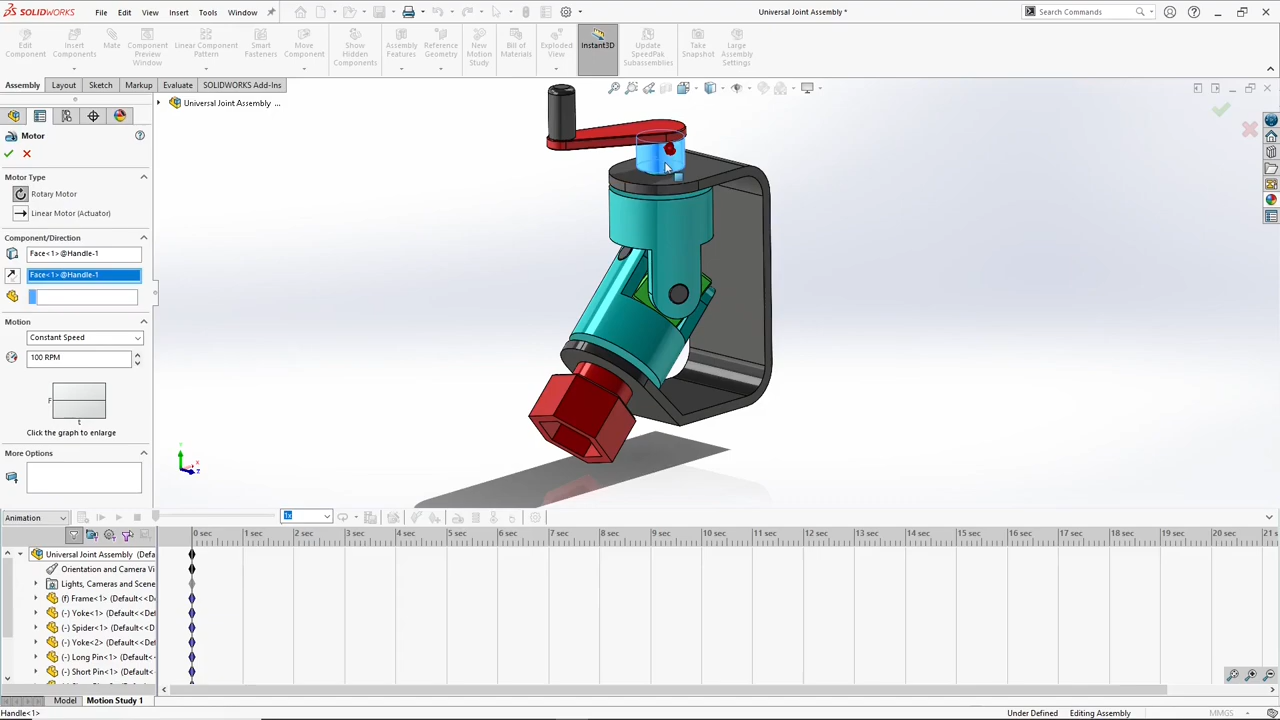 SOLIDWORKS
File
Edit
View
Insert
Tools
Window
Universal Joint Assembly *
Search Commands
Edit Component
Insert Components
Mate
Component Preview Window
Linear Component Pattern
Smart Fasteners
Move Component
Show Hidden Components
Assembly Features
Reference Geometry
New Motion Study
Bill of Materials
Exploded View
Instant3D
Update SpeedPak Subassemblies
Take Snapshot
Large Assembly Settings
Assembly
Layout
Sketch
Markup
Evaluate
SOLIDWORKS Add-Ins
Universal Joint Assembly ...
Motor
Motor Type
Rotary Motor
Linear Motor (Actuator)
Component/Direction
Face<1>@Handle-1
Face<1>@Handle-1
Motion
Constant Speed
100 RPM
F
t
Click the graph to enlarge
More Options
Animation
1x
0 sec
1 sec
2 sec
3 sec
4 sec
5 sec
6 sec
7 sec
8 sec
9 sec
10 sec
11 sec
12 sec
13 sec
14 sec
15 sec
16 sec
17 sec
18 sec
19 sec
20 sec
21 s
Universal Joint Assembly (Defa
Orientation and Camera Vi
Lights, Cameras and Scene
(f) Frame<1> (Default<<De
(-) Yoke<1> (Default<<Def
(-) Spider<1> (Default<<D
(-) Yoke<2> (Default<<Def
(-) Long Pin<1> (Default<
(-) Short Pin<1> (Default<
Model
Motion Study 1
Handle<1>
Under Defined
Editing Assembly
MMGS